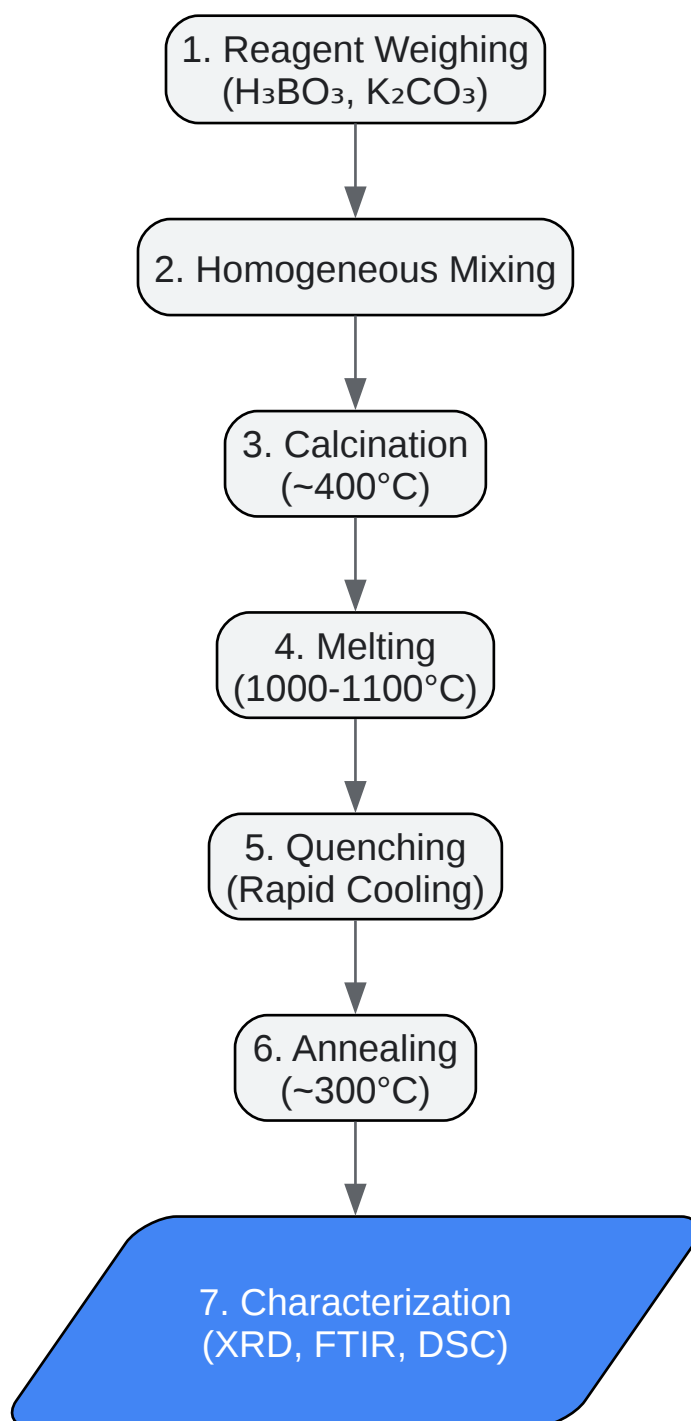 1. Reagent Weighing
(H₃BO₃, K₂CO₃)
2. Homogeneous Mixing
3. Calcination
(~400°C)
4. Melting
(1000-1100°C)
5. Quenching
(Rapid Cooling)
6. Annealing
(~300°C)
7. Characterization
(XRD, FTIR, DSC)